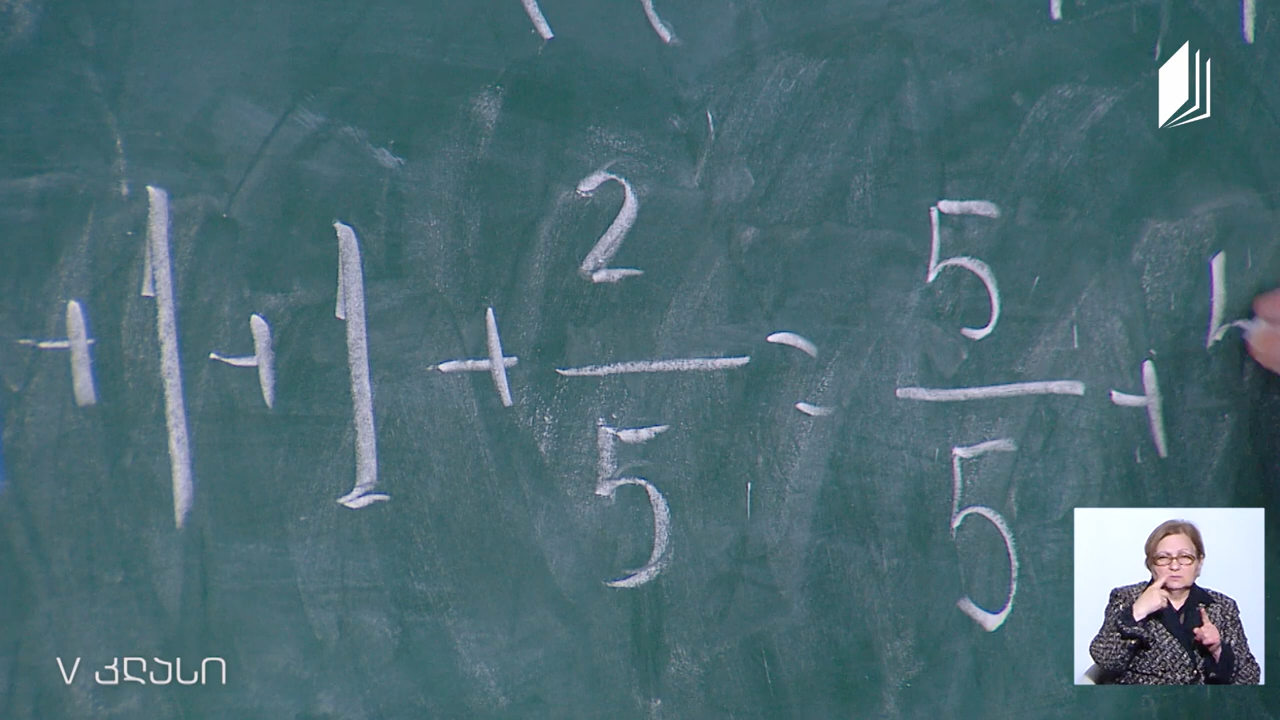 + 1 + 1 + 2/5 = 5/5 +
V კლასი